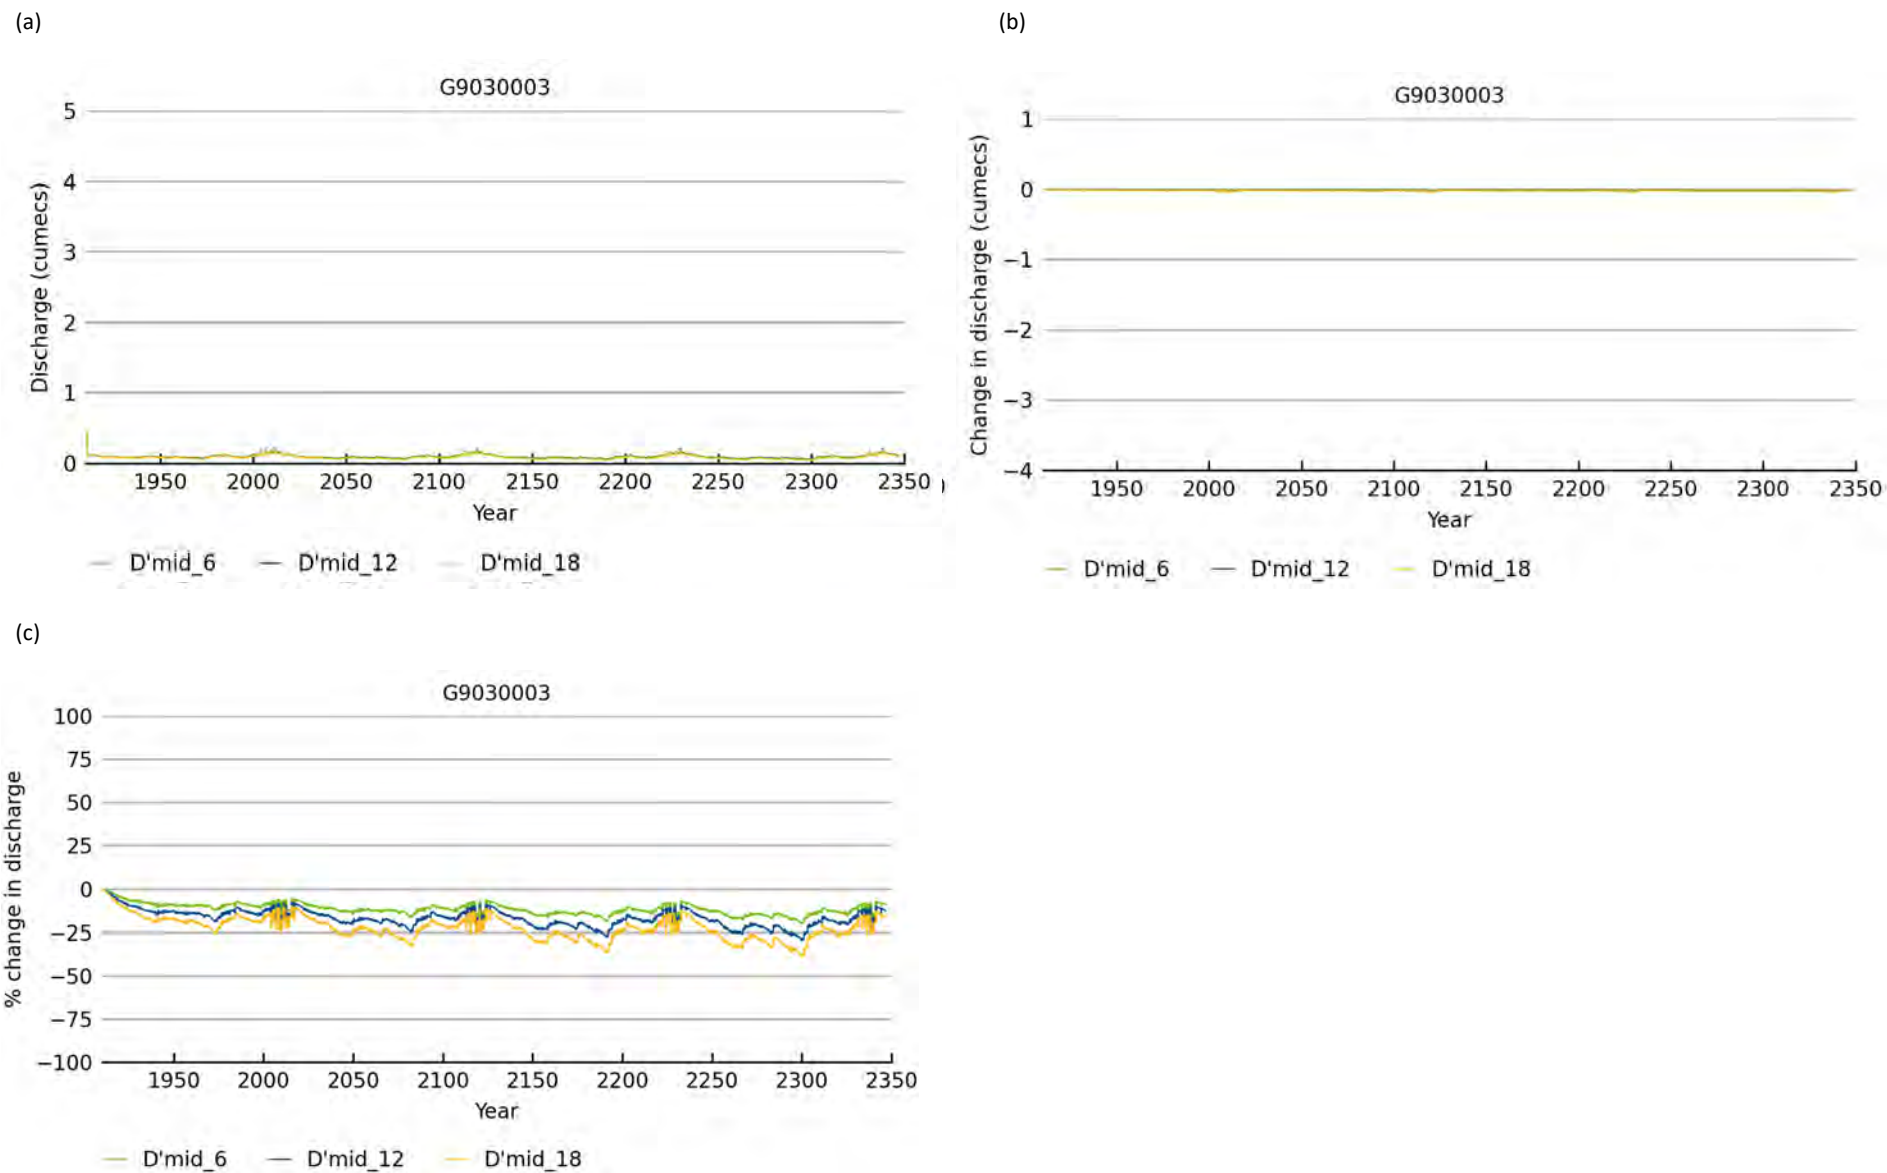 (a)
G9030003
5
4
3
2
1
0
Discharge (cumecs)
1950 2000 2050 2100 2150 2200 2250 2300 2350
Year
D'mid_6 D'mid_12 D'mid_18
(b)
G9030003
1
0
−1
−2
−3
−4
Change in discharge (cumecs)
1950 2000 2050 2100 2150 2200 2250 2300 2350
Year
D'mid_6 D'mid_12 D'mid_18
(c)
G9030003
100
75
50
25
0
−25
−50
−75
−100
% change in discharge
1950 2000 2050 2100 2150 2200 2250 2300 2350
Year
D'mid_6 D'mid_12 D'mid_18